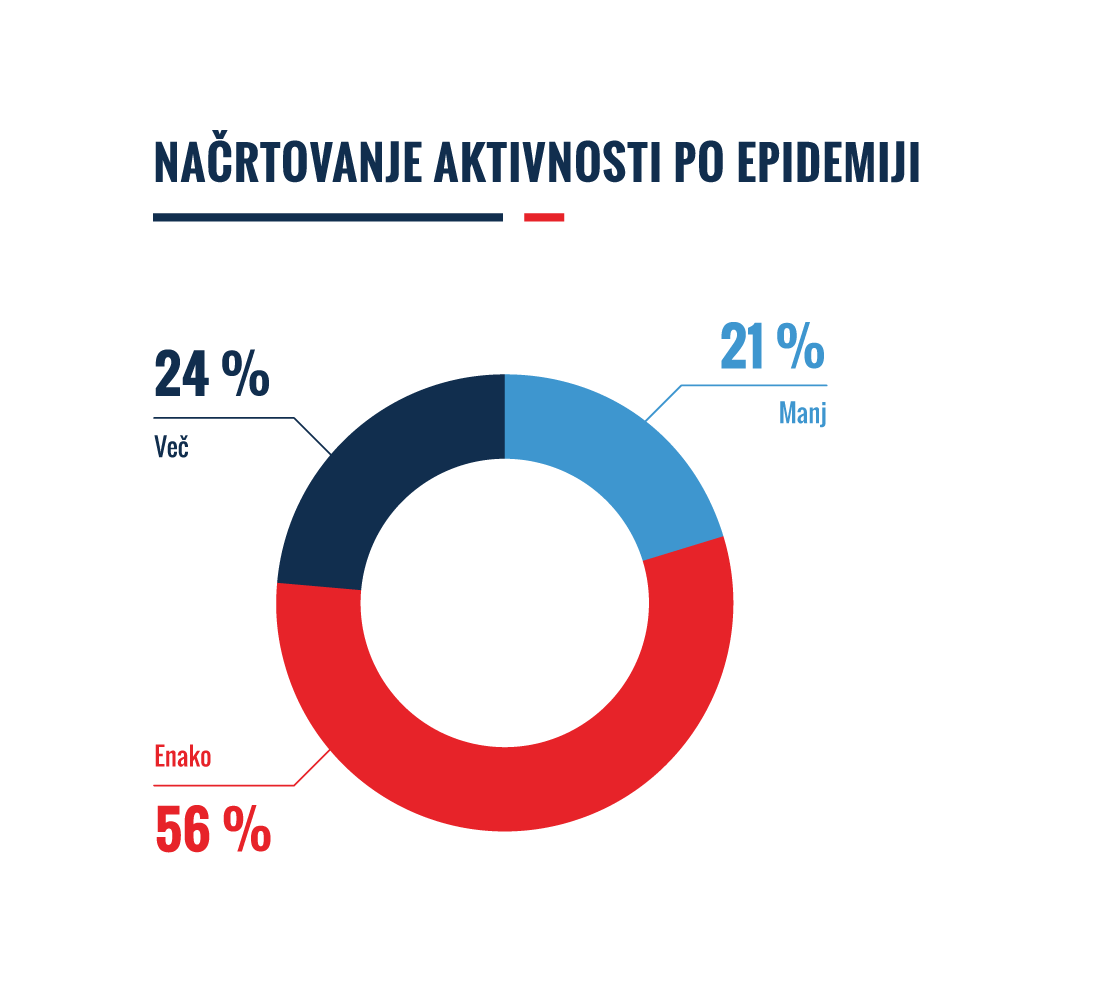 NAČRTOVANJE AKTIVNOSTI PO EPIDEMIJI
24 %
Več
21 %
Manj
Enako
56 %